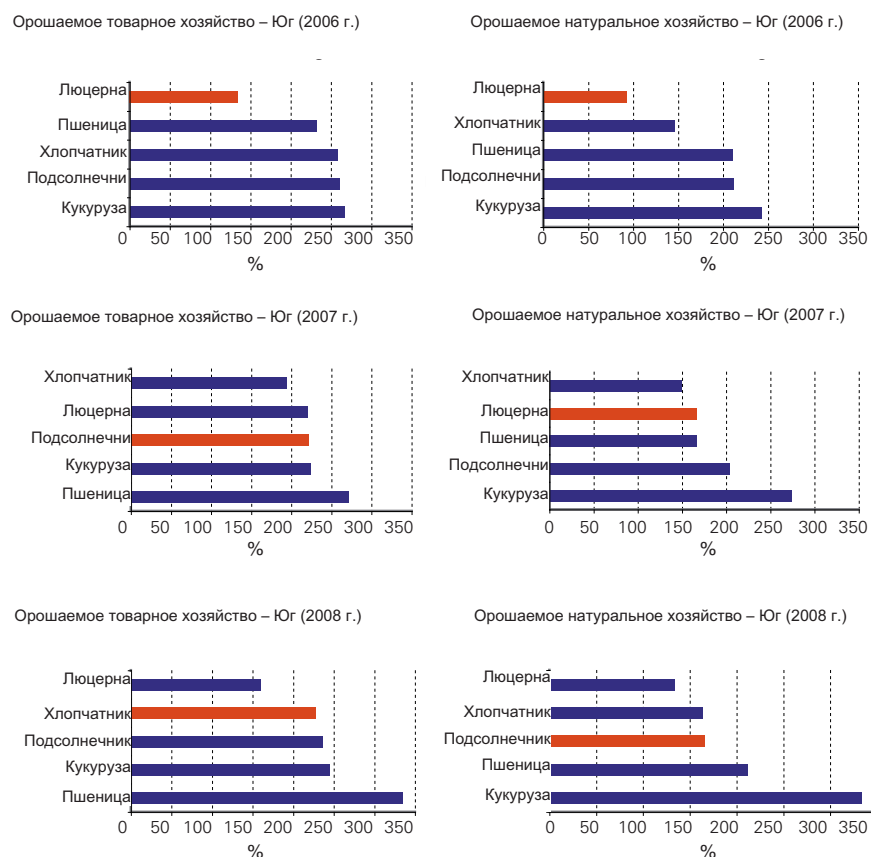 Орошаемое товарное хозяйство – Юг (2006 г.)
Люцерна
Пшеница
Хлопчатник
Подсолнечни
Кукуруза
0 50 100 150 200 250 300 350
%
Орошаемое натуральное хозяйство – Юг (2006 г.)
Люцерна
Хлопчатник
Пшеница
Подсолнечни
Кукуруза
0 50 100 150 200 250 300 350
%
Орошаемое товарное хозяйство – Юг (2007 г.)
Хлопчатник
Люцерна
Подсолнечни
Кукуруза
Пшеница
0 50 100 150 200 250 300 350
%
Орошаемое натуральное хозяйство – Юг (2007 г.)
Хлопчатник
Люцерна
Пшеница
Подсолнечни
Кукуруза
0 50 100 150 200 250 300 350
%
Орошаемое товарное хозяйство – Юг (2008 г.)
Люцерна
Хлопчатник
Подсолнечник
Кукуруза
Пшеница
0 50 100 150 200 250 300 350
%
Орошаемое натуральное хозяйство – Юг (2008 г.)
Люцерна
Хлопчатник
Подсолнечник
Пшеница
Кукуруза
0 50 100 150 200 250 300 350
%